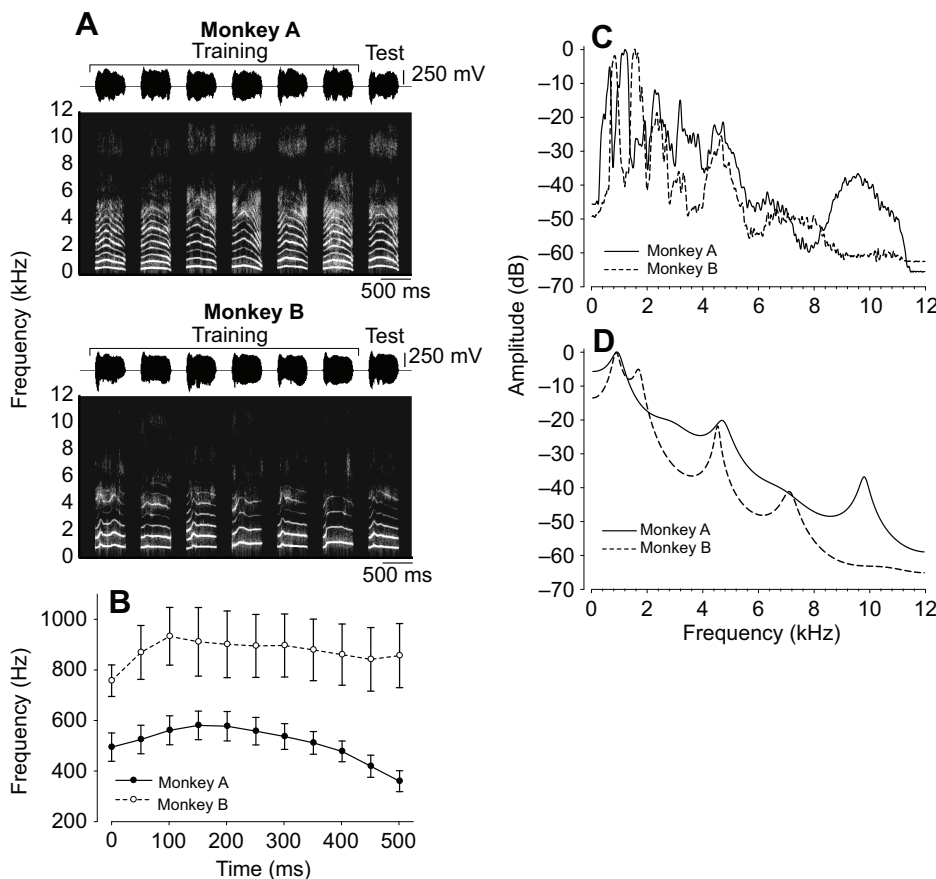 A
Monkey A
Training
Test
250 mV
12
10
8
6
4
2
0
500 ms
Monkey B
Training
Test
250 mV
12
10
8
6
4
2
0
500 ms
Frequency (kHz)
B
1000
800
600
400
200
Frequency (Hz)
Monkey A
Monkey B
0 100 200 300 400 500
Time (ms)
C
0
–10
–20
–30
–40
–50
–60
–70
Monkey A
Monkey B
0 2 4 6 8 10 12
Amplitude (dB)
D
0
–10
–20
–30
–40
–50
–60
–70
Monkey A
Monkey B
0 2 4 6 8 10 12
Frequency (kHz)